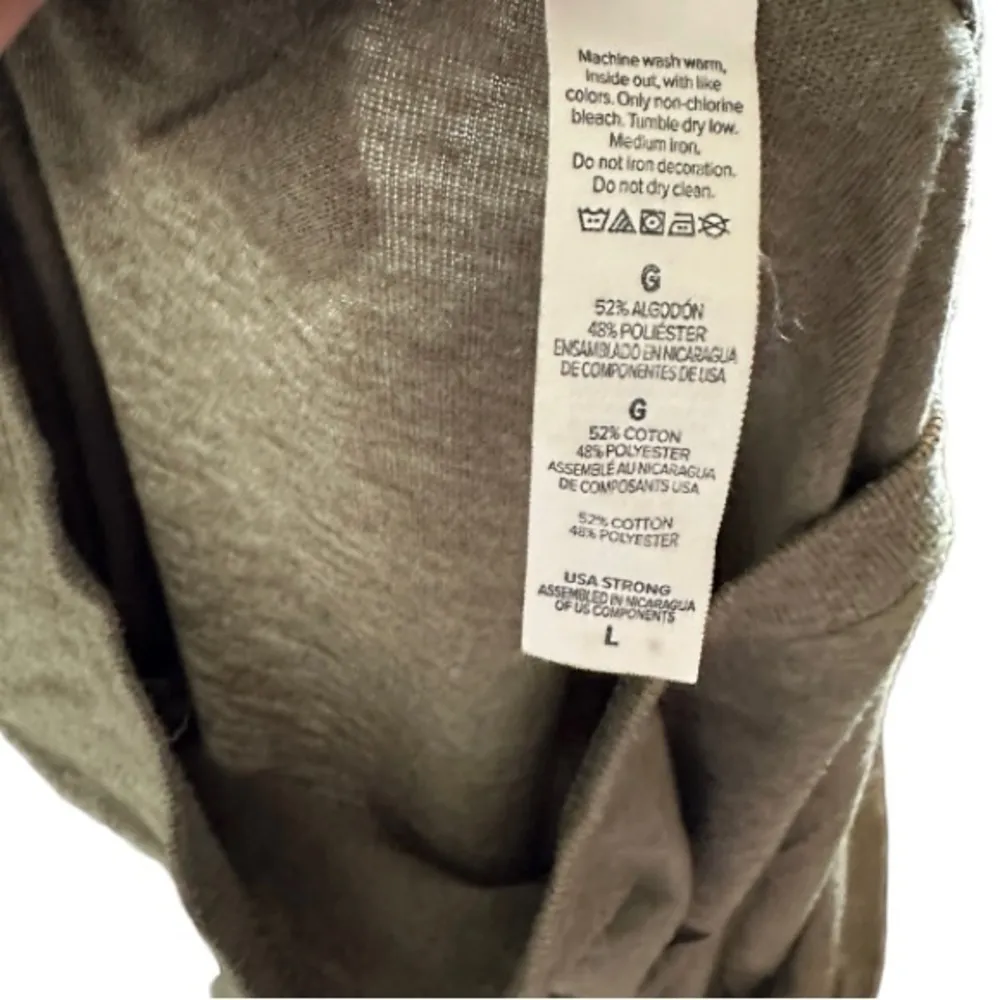 Machine wash warm,
inside out, with like
colors. Only non-chlorine
bleach. Tumble dry low.
Medium iron.
Do not iron decoration.
Do not dry clean.
G
52% ALGODÓN
48% POLIÉSTER
ENSAMBLADO EN NICARAGUA
DE COMPONENTES DE USA
G
52% COTON
48% POLYESTER
ASSEMBLÉ AU NICARAGUA
DE COMPOSANTS USA
52% COTTON
48% POLYESTER
USA STRONG
ASSEMBLED IN NICARAGUA
OF US COMPONENTS
L